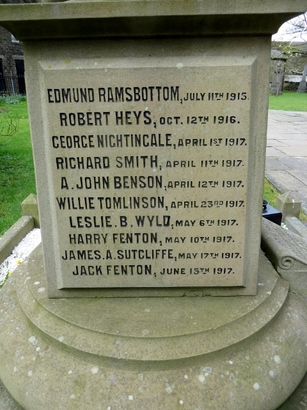 EDMUND RAMSBOTTOM, JULY 11TH 1915.
ROBERT HEYS, OCT. 12TH 1916.
GEORGE NIGHTINGALE, APRIL 1ST 1917.
RICHARD SMITH, APRIL 11TH 1917.
A. JOHN BENSON, APRIL 12TH 1917.
WILLIE TOMLINSON, APRIL 23RD 1917.
LESLIE. B. WYLD, MAY 6TH 1917.
HARRY FENTON, MAY 10TH 1917.
JAMES. A. SUTCLIFFE, MAY 17TH 1917.
JACK FENTON, JUNE 15TH 1917.